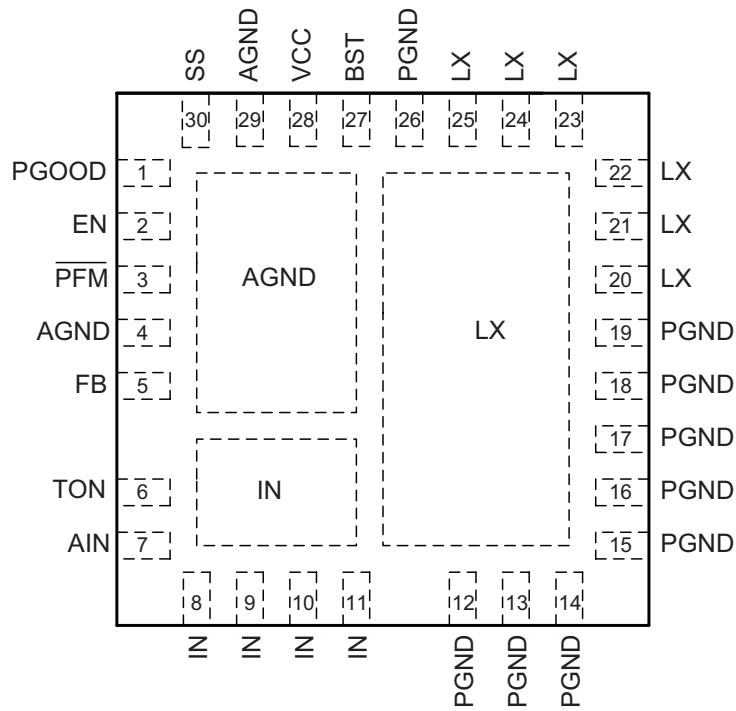 SS AGND VCC BST PGND LX LX LX
30 29 28 27 26 25 24 23
PGOOD 1 22 LX
EN 2 21 LX
PFM 3 AGND 20 LX
AGND 4 LX 19 PGND
FB 5 18 PGND
17 PGND
TON 6 IN 16 PGND
AIN 7 15 PGND
8 9 10 11 12 13 14
IN IN IN IN PGND PGND PGND